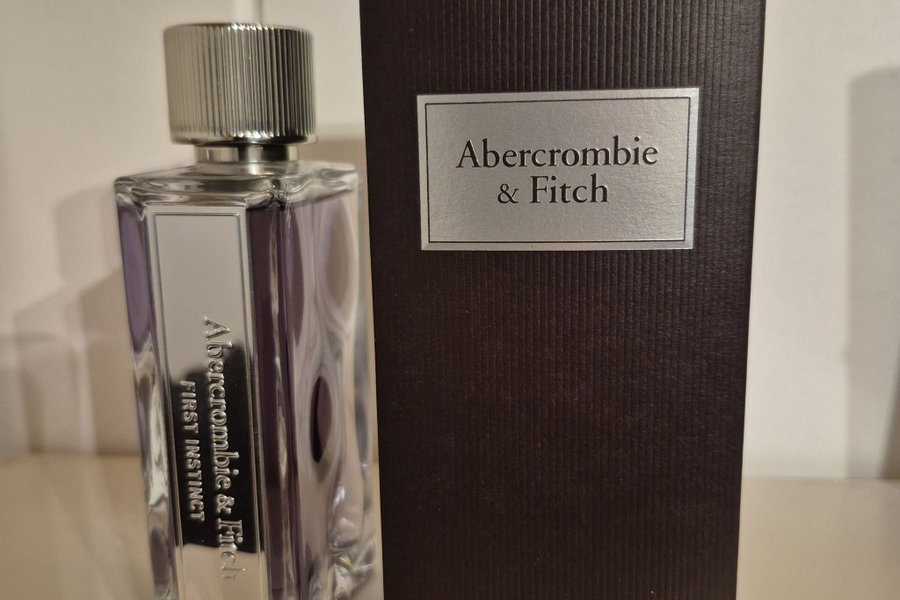 Abercrombie & Fitch
FIRST INSTINCT
Abercrombie
& Fitch